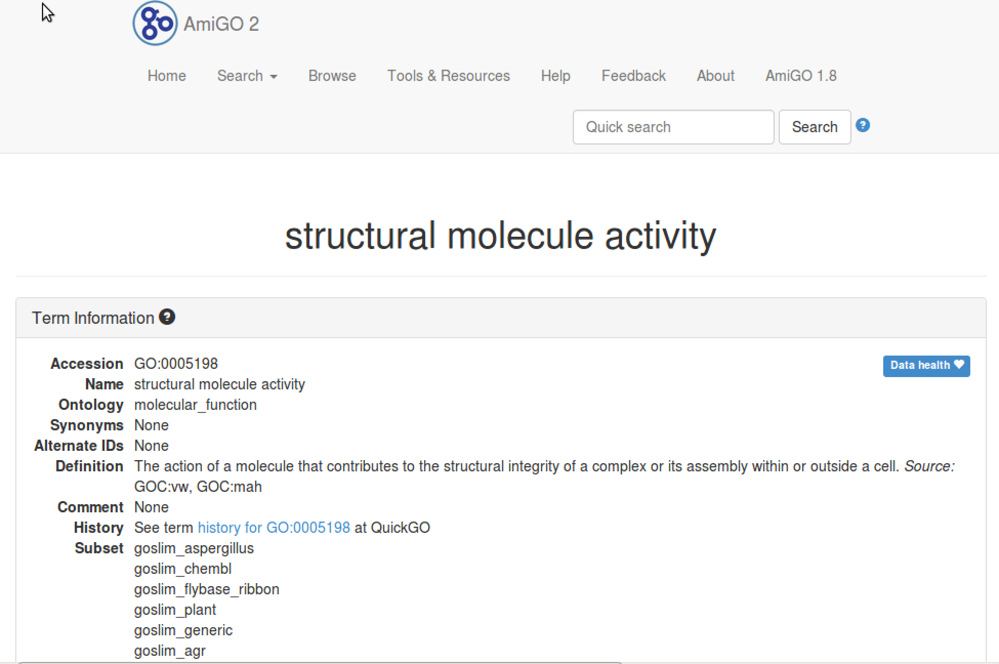 go AmiGO 2
Home Search Browse Tools & Resources Help Feedback About AmiGO 1.8
Quick search Search ?
structural molecule activity
Term Information ?
Accession GO:0005198 Data health
Name structural molecule activity
Ontology molecular_function
Synonyms None
Alternate IDs None
Definition The action of a molecule that contributes to the structural integrity of a complex or its assembly within or outside a cell. Source:
GOC:vw, GOC:mah
Comment None
History See term history for GO:0005198 at QuickGO
Subset goslim_aspergillus
goslim_chembl
goslim_flybase_ribbon
goslim_plant
goslim_generic
goslim_agr